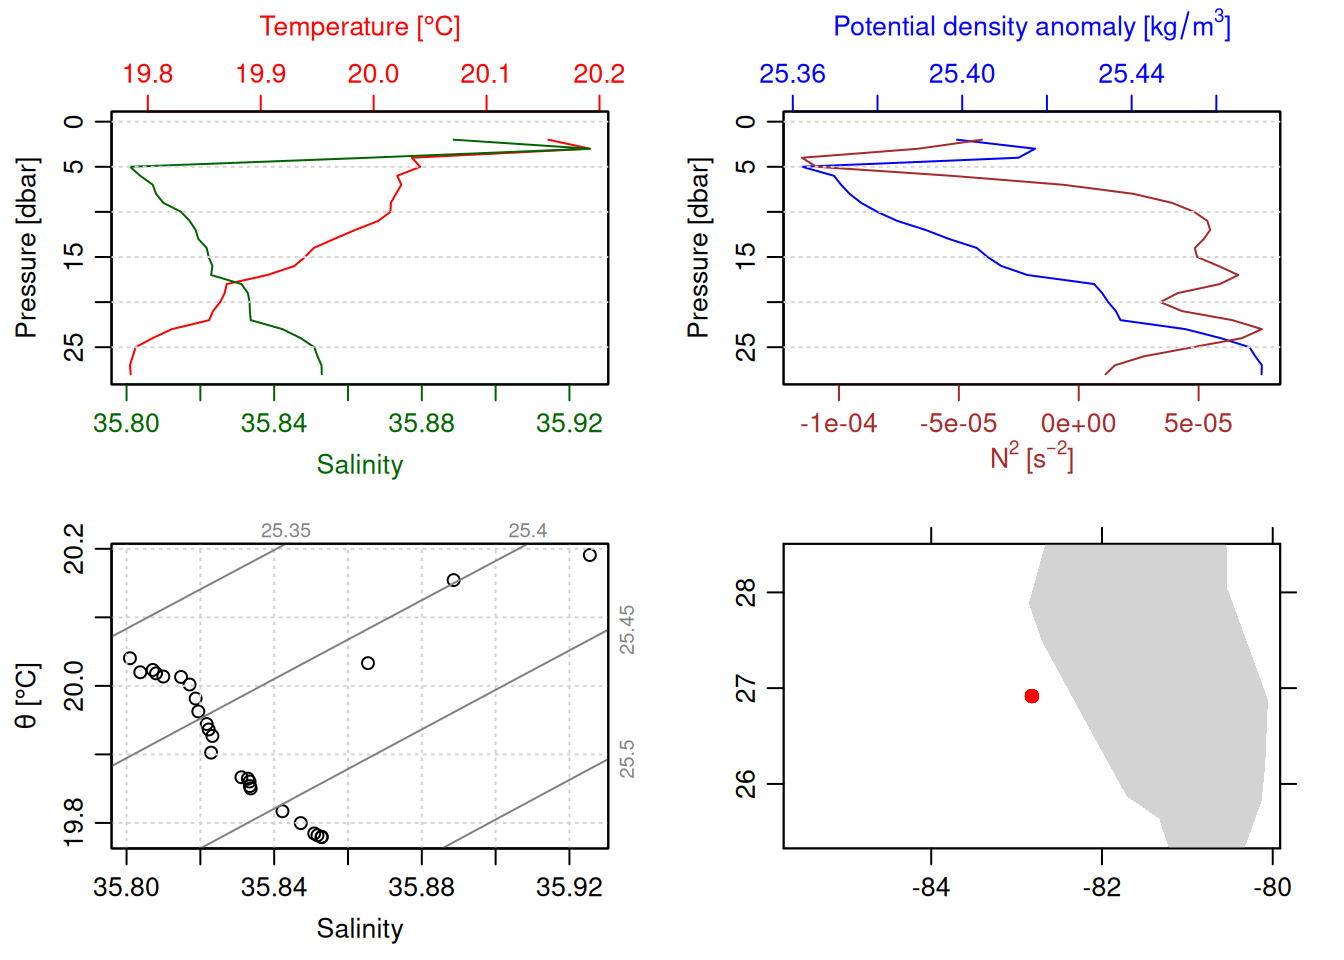 Temperature [°C]
19.8 19.9 20.0 20.1 20.2
0
5
15
25
Pressure [dbar]
35.80 35.84 35.88 35.92
Salinity
Potential density anomaly [kg/m³]
25.36 25.40 25.44
0
5
15
25
Pressure [dbar]
-1e-04 -5e-05 0e+00 5e-05
N² [s⁻²]
25.35 25.4
25.45
25.5
20.2
20.0
19.8
θ [°C]
35.80 35.84 35.88 35.92
Salinity
28
27
26
-84 -82 -80